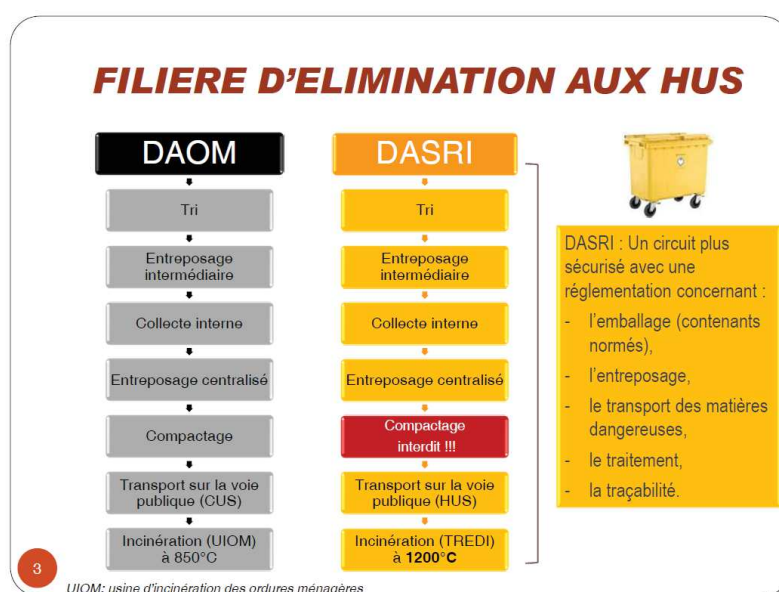 FILIERE D'ELIMINATION AUX HUS
DAOM
Tri
Entreposage
intermédiaire
Collecte interne
Entreposage centralisé
Compactage
Transport sur la voie
publique (CUS)
Incinération (UIOM)
à 850°C
DASRI
Tri
Entreposage
intermédiaire
Collecte interne
Entreposage centralisé
Compactage
interdit !!!
Transport sur la voie
publique (HUS)
Incinération (TREDI)
à 1200°C
DASRI : Un circuit plus
sécurisé avec une
réglementation concernant :
- l'emballage (contenants
normés),
- l'entreposage,
- le transport des matières
dangereuses,
- le traitement,
- la traçabilité.
3
UIOM: usine d'incinération des ordures ménagères